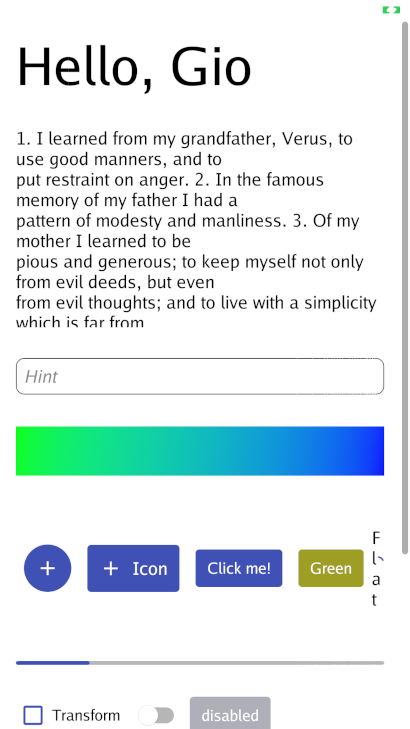 Hello, Gio
1. I learned from my grandfather, Verus, to
use good manners, and to
put restraint on anger. 2. In the famous
memory of my father I had a
pattern of modesty and manliness. 3. Of my
mother I learned to be
pious and generous; to keep myself not only
from evil deeds, but even
from evil thoughts; and to live with a simplicity
which is far from
Hint
+ + Icon Click me! Green Flat
Transform disabled